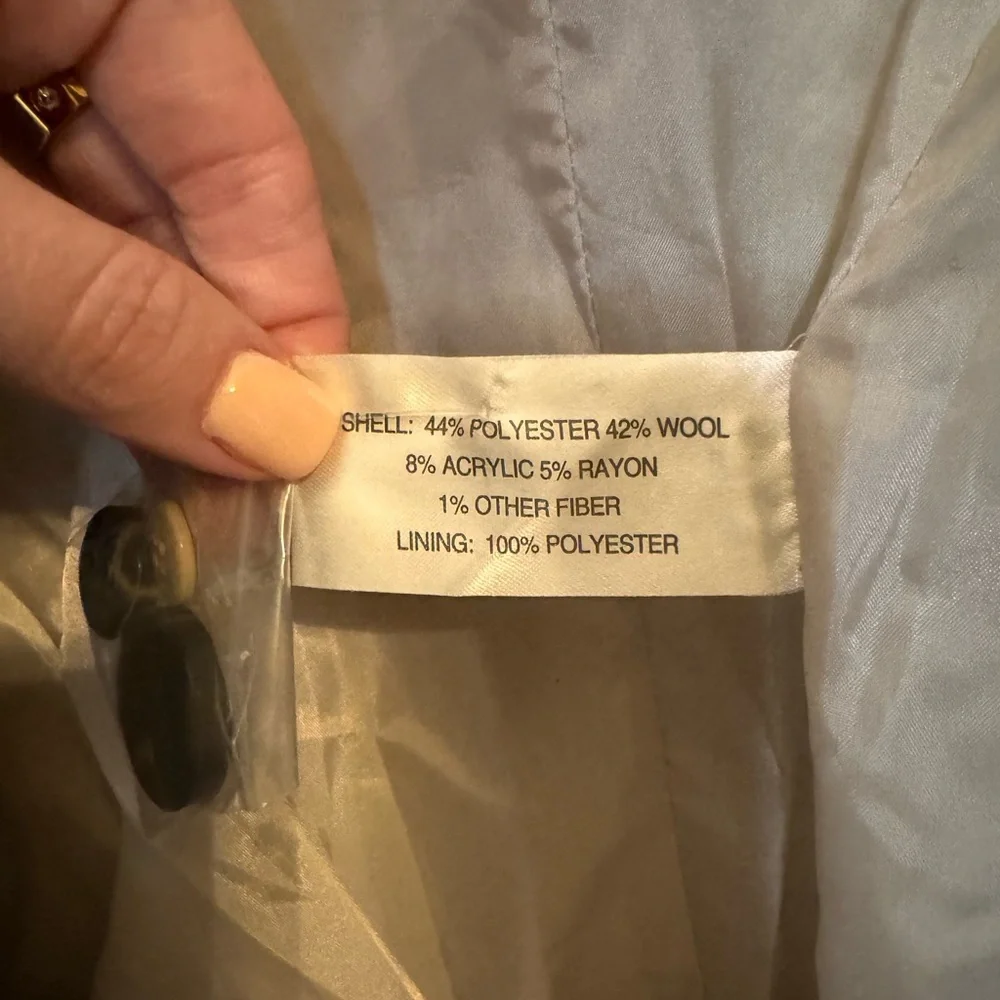 SHELL: 44% POLYESTER 42% WOOL
8% ACRYLIC 5% RAYON
1% OTHER FIBER
LINING: 100% POLYESTER